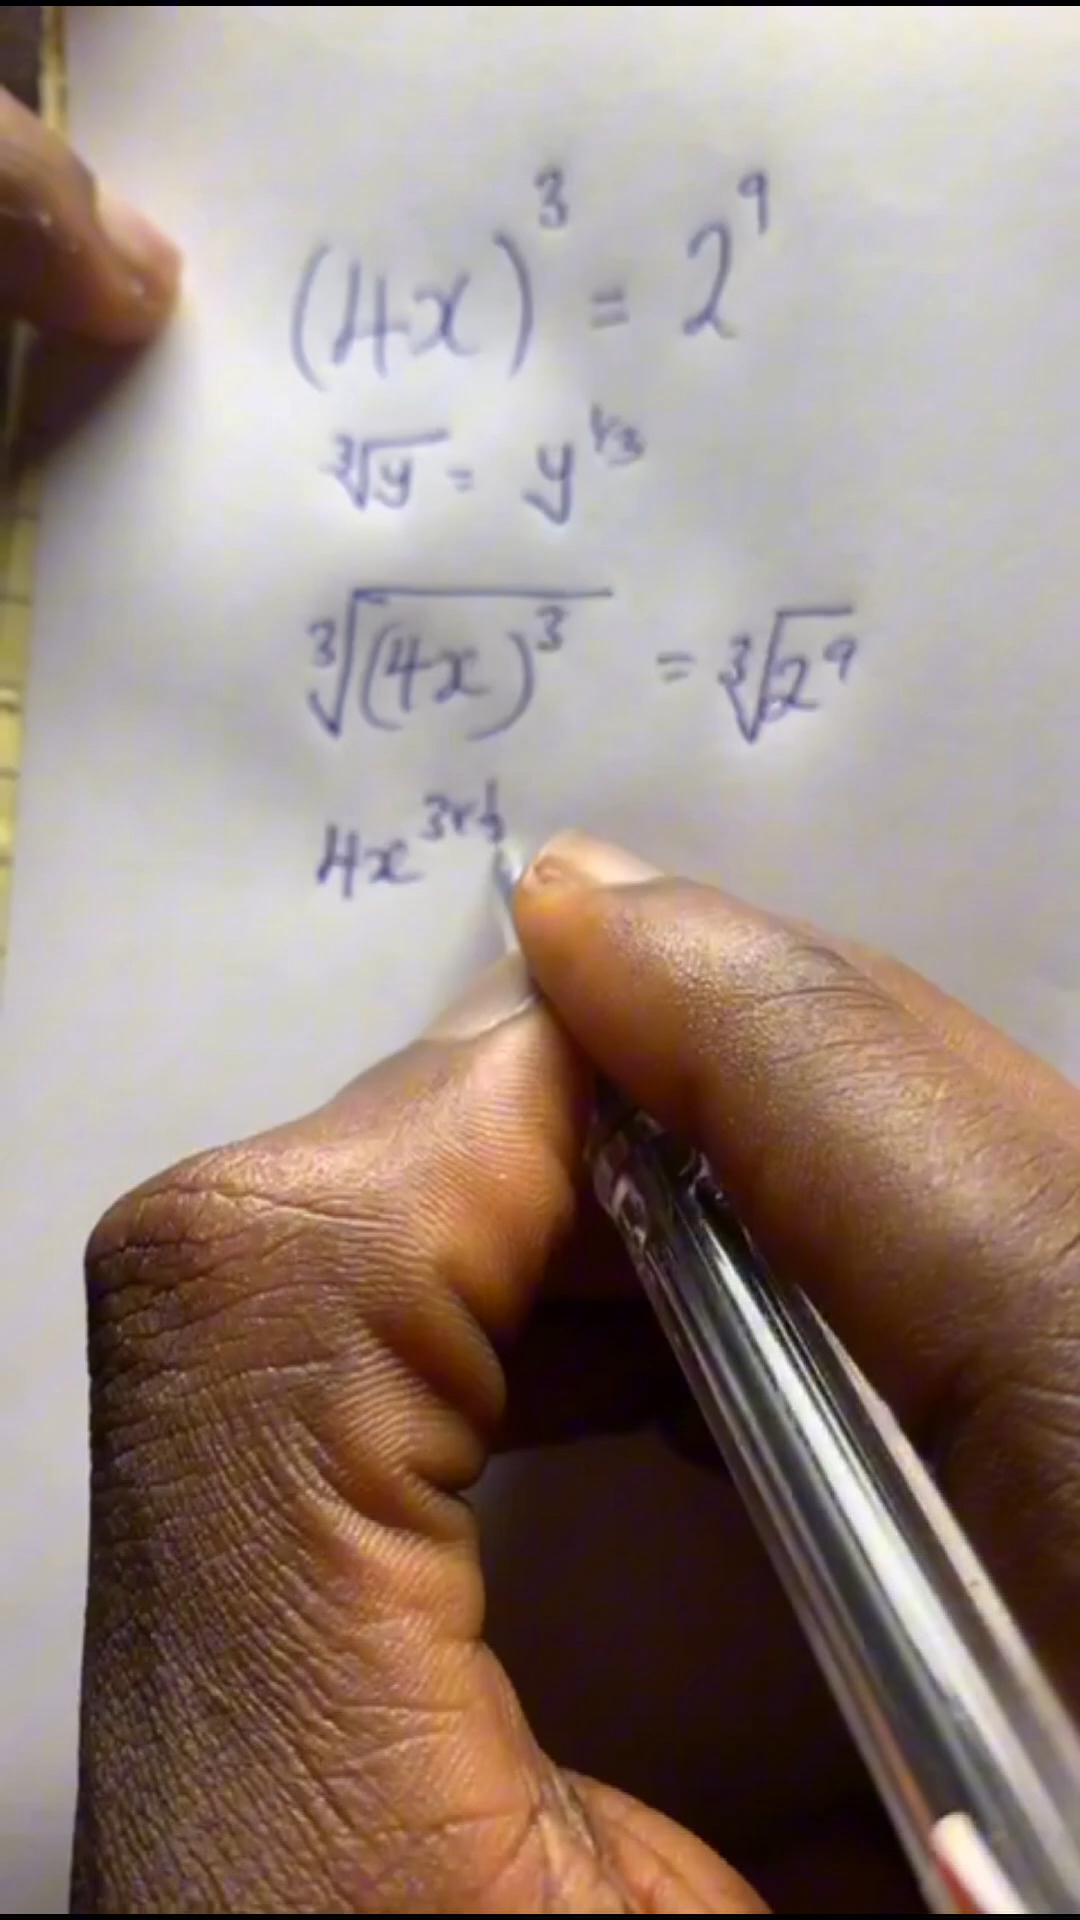 (4x)³ = 2⁹
∛y = y^1/3
∛(4x)³ = ∛2⁹
4x^3×1/3